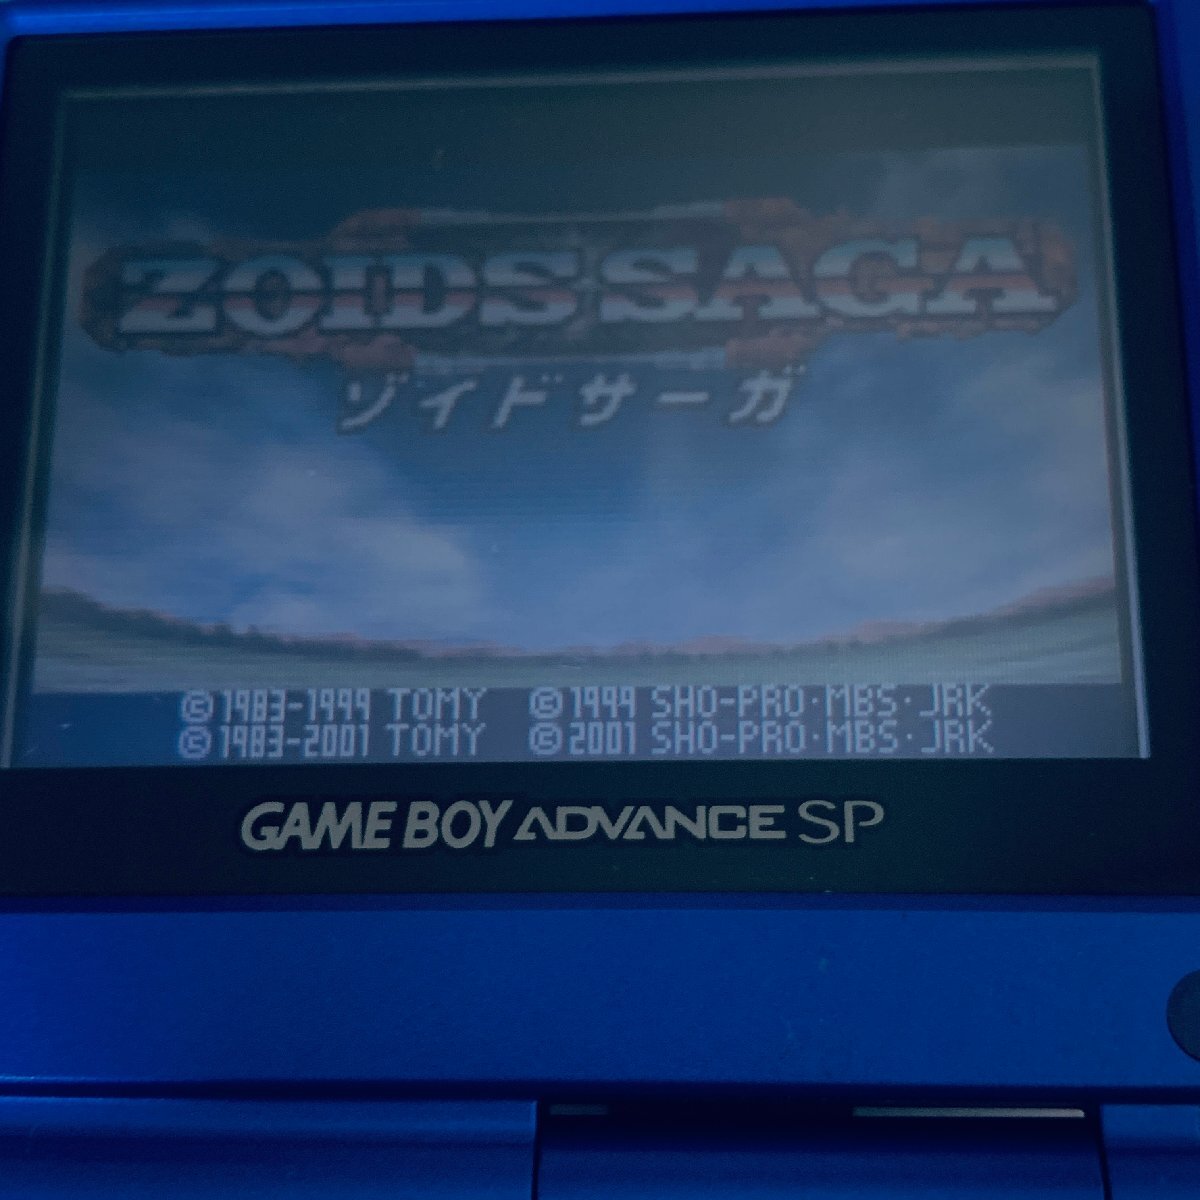 ZOIDS SAGA
ゾイドサーガ
©1983-1999 TOMY ©1999 SHO-PRO·MBS·JRK
©1983-2001 TOMY ©2001 SHO-PRO·MBS·JRK
GAME BOY ADVANCE SP